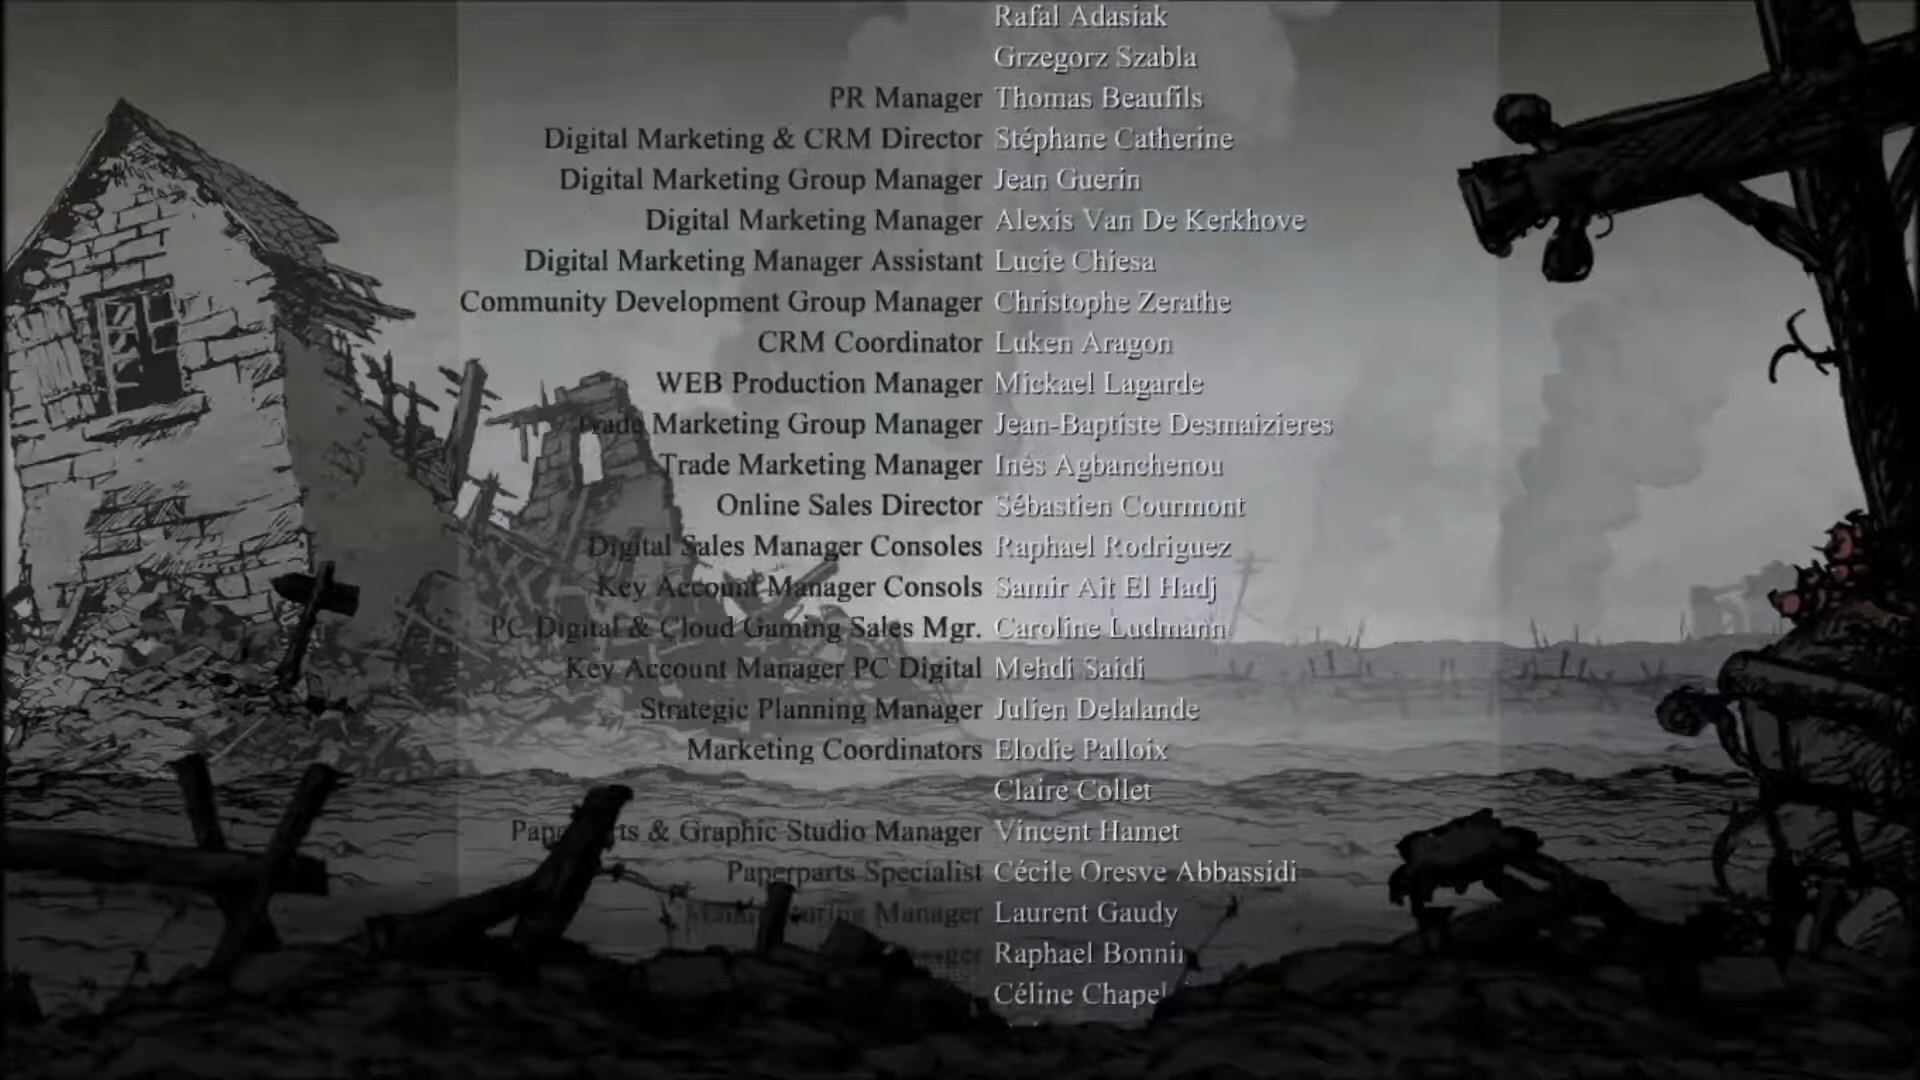 Rafal Adasiak
Grzegorz Szabla
PR Manager Thomas Beaufils
Digital Marketing & CRM Director Stéphane Catherine
Digital Marketing Group Manager Jean Guerin
Digital Marketing Manager Alexis Van De Kerkhove
Digital Marketing Manager Assistant Lucie Chiesa
Community Development Group Manager Christophe Zerathe
CRM Coordinator Luken Aragon
WEB Production Manager Mickael Lagarde
Trade Marketing Group Manager Jean-Baptiste Desmaizieres
Trade Marketing Manager Inès Agbanchenou
Online Sales Director Sébastien Courmont
Digital Sales Manager Consoles Raphael Rodriguez
Key Account Manager Consols Samir Ait El Hadj
PC Digital & Cloud Gaming Sales Mgr. Caroline Ludmann
Key Account Manager PC Digital Mehdi Saidi
Strategic Planning Manager Julien Delalande
Marketing Coordinators Elodie Palloix
Claire Collet
& Graphic Studio Manager Vincent Hamet
Paperparts Specialist Cécile Oresve Abbassidi
Manager Laurent Gaudy
Raphael
Céline